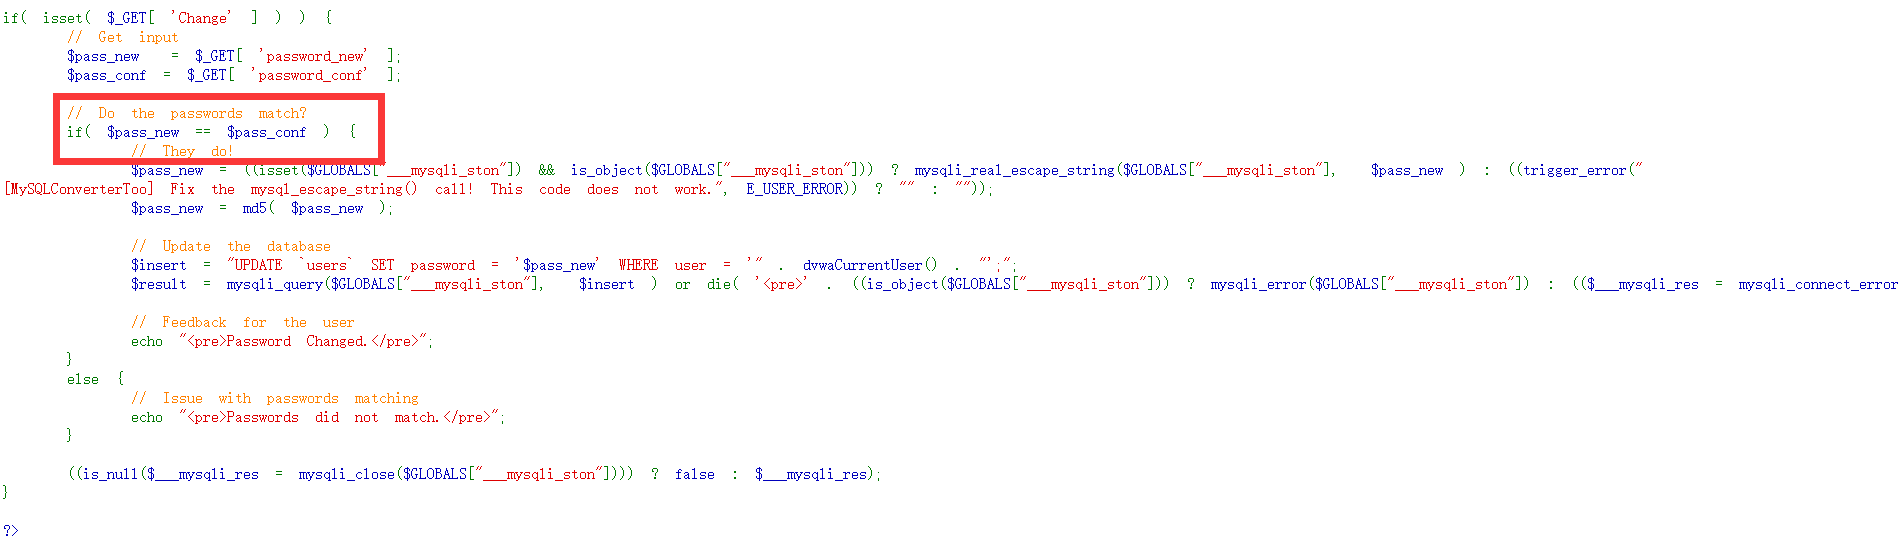 if( isset( $_GET[ 'Change' ] ) ) {
// Get input
$pass_new = $_GET[ 'password_new' ];
$pass_conf = $_GET[ 'password_conf' ];
// Do the passwords match?
if( $pass_new == $pass_conf ) {
// They do!
$pass_new = ((isset($GLOBALS["___mysqli_ston"]) && is_object($GLOBALS["___mysqli_ston"])) ? mysqli_real_escape_string($GLOBALS["___mysqli_ston"], $pass_new ) : ((trigger_error("
[MySQLConverterToo] Fix the mysql_escape_string() call! This code does not work.", E_USER_ERROR)) ? "" : ""));
$pass_new = md5( $pass_new );
// Update the database
$insert = "UPDATE `users` SET password = '$pass_new' WHERE user = '" . dvwaCurrentUser() . "';";
$result = mysqli_query($GLOBALS["___mysqli_ston"], $insert ) or die( '<pre>' . ((is_object($GLOBALS["___mysqli_ston"])) ? mysqli_error($GLOBALS["___mysqli_ston"]) : (($___mysqli_res = mysqli_connect_error
// Feedback for the user
echo "<pre>Password Changed.</pre>";
}
else {
// Issue with passwords matching
echo "<pre>Passwords did not match.</pre>";
}
((is_null($___mysqli_res = mysqli_close($GLOBALS["___mysqli_ston"]))) ? false : $___mysqli_res);
}
?>